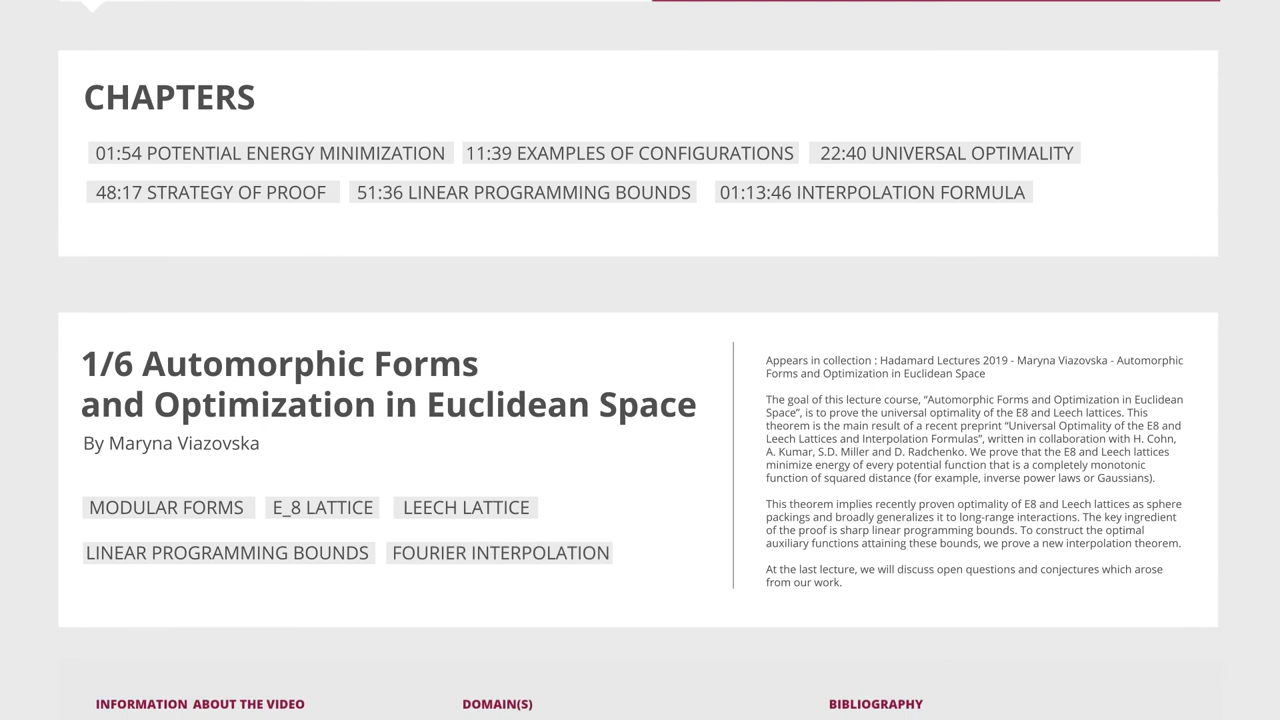 CHAPTERS
01:54 POTENTIAL ENERGY MINIMIZATION 11:39 EXAMPLES OF CONFIGURATIONS 22:40 UNIVERSAL OPTIMALITY
48:17 STRATEGY OF PROOF 51:36 LINEAR PROGRAMMING BOUNDS 01:13:46 INTERPOLATION FORMULA
1/6 Automorphic Forms
and Optimization in Euclidean Space
By Maryna Viazovska
MODULAR FORMS E_8 LATTICE LEECH LATTICE
LINEAR PROGRAMMING BOUNDS FOURIER INTERPOLATION
Appears in collection : Hadamard Lectures 2019 - Maryna Viazovska - Automorphic
Forms and Optimization in Euclidean Space
The goal of this lecture course, “Automorphic Forms and Optimization in Euclidean
Space”, is to prove the universal optimality of the E8 and Leech lattices. This
theorem is the main result of a recent preprint “Universal Optimality of the E8 and
Leech Lattices and Interpolation Formulas”, written in collaboration with H. Cohn,
A. Kumar, S.D. Miller and D. Radchenko. We prove that the E8 and Leech lattices
minimize energy of every potential function that is a completely monotonic
function of squared distance (for example, inverse power laws or Gaussians).
This theorem implies recently proven optimality of E8 and Leech lattices as sphere
packings and broadly generalizes it to long-range interactions. The key ingredient
of the proof is sharp linear programming bounds. To construct the optimal
auxiliary functions attaining these bounds, we prove a new interpolation theorem.
At the last lecture, we will discuss open questions and conjectures which arose
from our work.
INFORMATION ABOUT THE VIDEO DOMAIN(S) BIBLIOGRAPHY